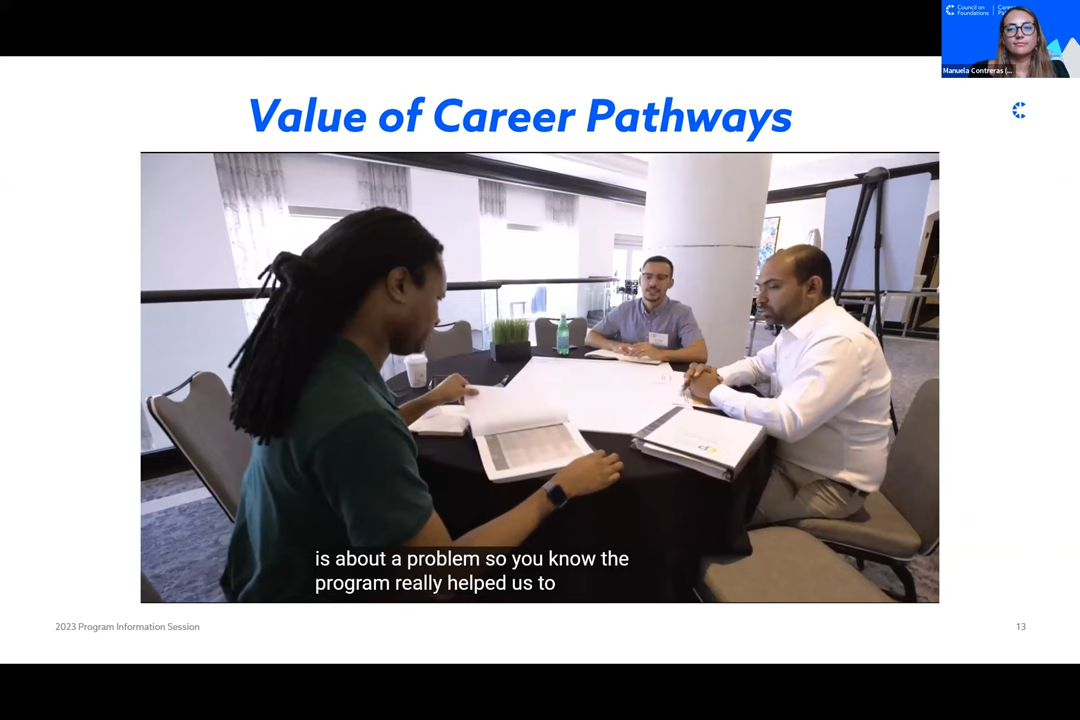 Council on
Foundations
Career
Manuela Contreras (...
Value of Career Pathways
is about a problem so you know the
program really helped us to
2023 Program Information Session
13